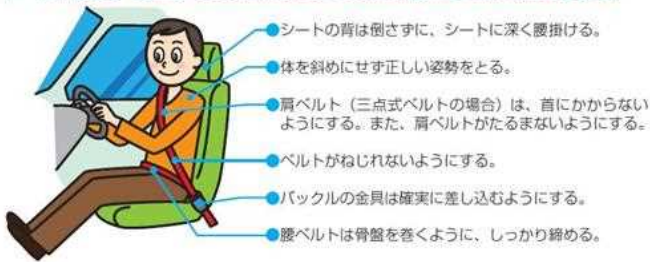 ●シートの背は倒さずに、シートに深く腰掛ける。
●体を斜めにせず正しい姿勢をとる。
●肩ベルト（三点式ベルトの場合）は、首にかからない
ようにする。また、肩ベルトがたるまないようにする。
●ベルトがねじれないようにする。
●バックルの金具は確実に差し込むようにする。
●腰ベルトは骨盤を巻くように、しっかり締める。